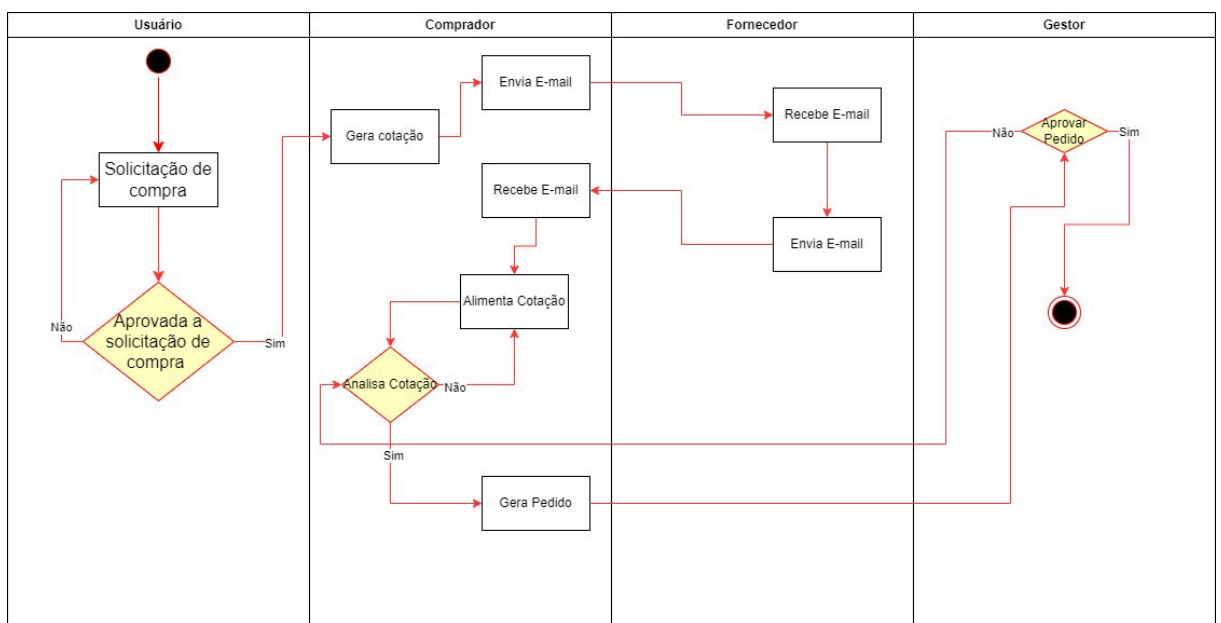 Usuário
Comprador
Fornecedor
Gestor
Envia E-mail
Gera cotação
Recebe E-mail
Aprovar
Pedido
Não
Sim
Solicitação de
compra
Recebe E-mail
Envia E-mail
Alimenta Cotação
Aprovada a
solicitação de
compra
Não
Sim
Analisa Cotação
Não
Sim
Gera Pedido